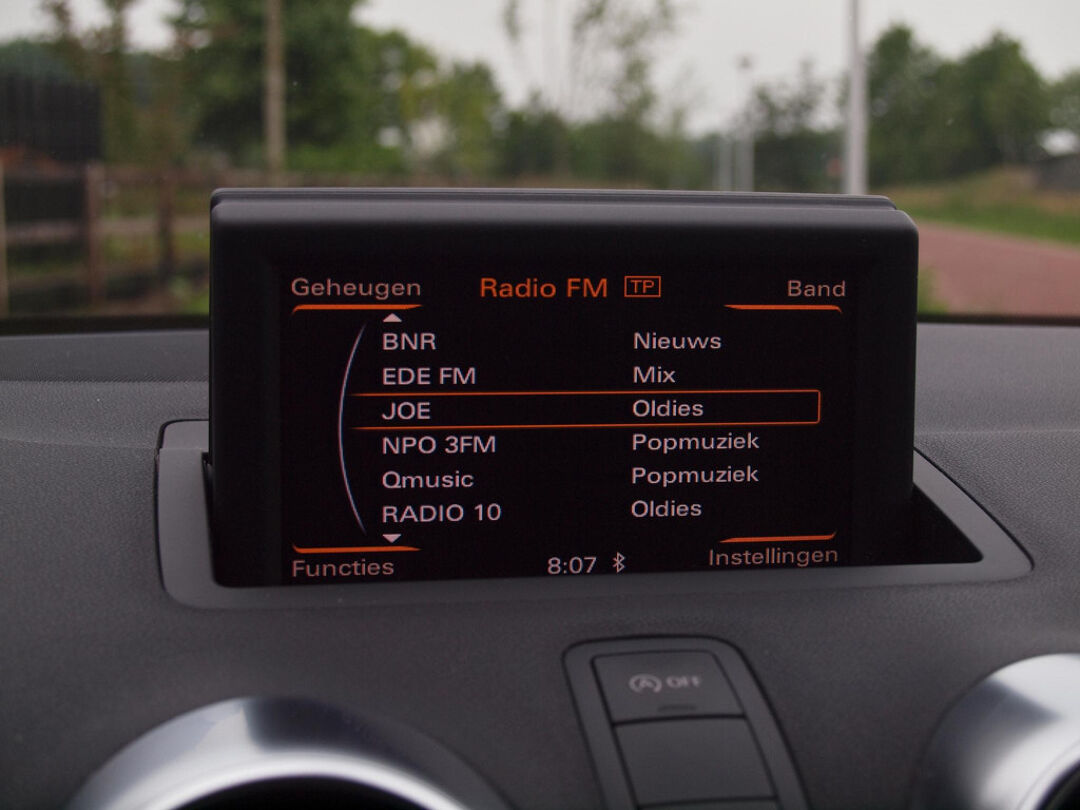 Geheugen Radio FM TP Band
BNR Nieuws
EDE FM Mix
JOE Oldies
NPO 3FM Popmuziek
Qmusic Popmuziek
RADIO 10 Oldies
Functies 8:07 Instellingen
A OFF